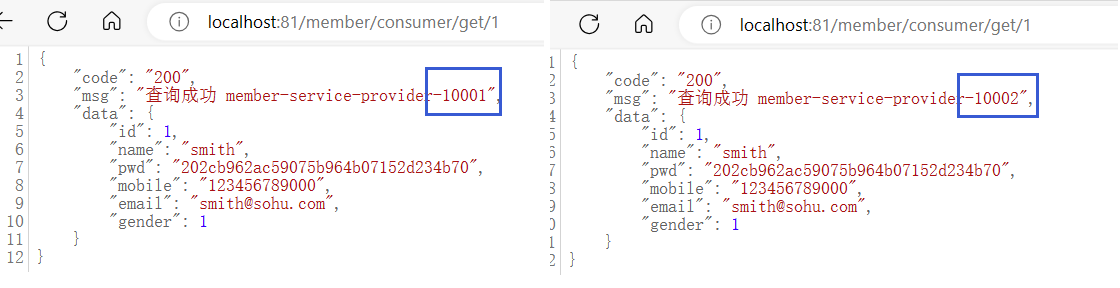 localhost:81/member/consumer/get/1
1 {
2 "code": "200",
3 "msg": "查询成功 member-service-provider-10001",
4 "data": {
5 "id": 1,
6 "name": "smith",
7 "pwd": "202cb962ac59075b964b07152d234b70",
8 "mobile": "123456789000",
9 "email": "smith@sohu.com",
10 "gender": 1
11 }
12 }
localhost:81/member/consumer/get/1
1 {
2 "code": "200",
3 "msg": "查询成功 member-service-provider-10002",
4 "data": {
5 "id": 1,
6 "name": "smith",
7 "pwd": "202cb962ac59075b964b07152d234b70",
8 "mobile": "123456789000",
9 "email": "smith@sohu.com",
0 "gender": 1
1 }
2 }